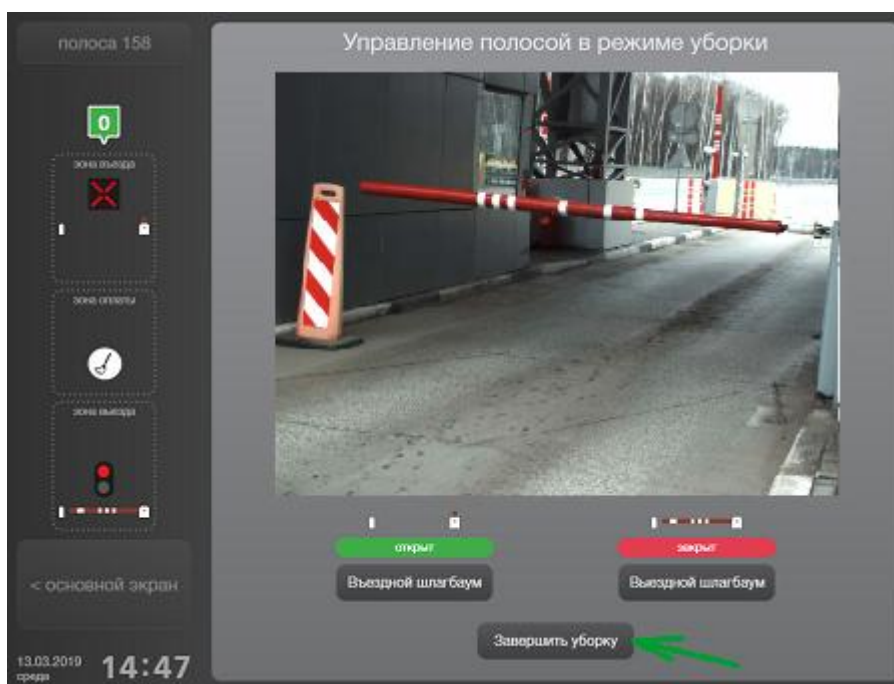 полоса 158
Управление полосой в режиме уборки
0
зона въезда
зона оплаты
зона выезда
открыт
закрыт
Въездной шлагбаум
Выездной шлагбаум
< основной экран
Завершить уборку
13.03.2019
среда
14:47